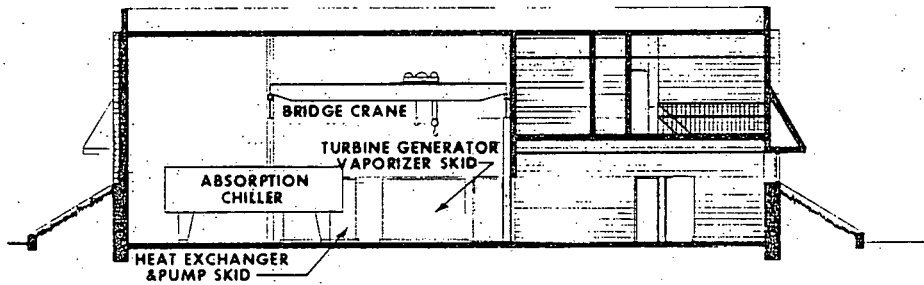 BRIDGE CRANE
TURBINE GENERATOR
VAPORIZER SKID
ABSORPTION
CHILLER
HEAT EXCHANGER
&PUMP SKID